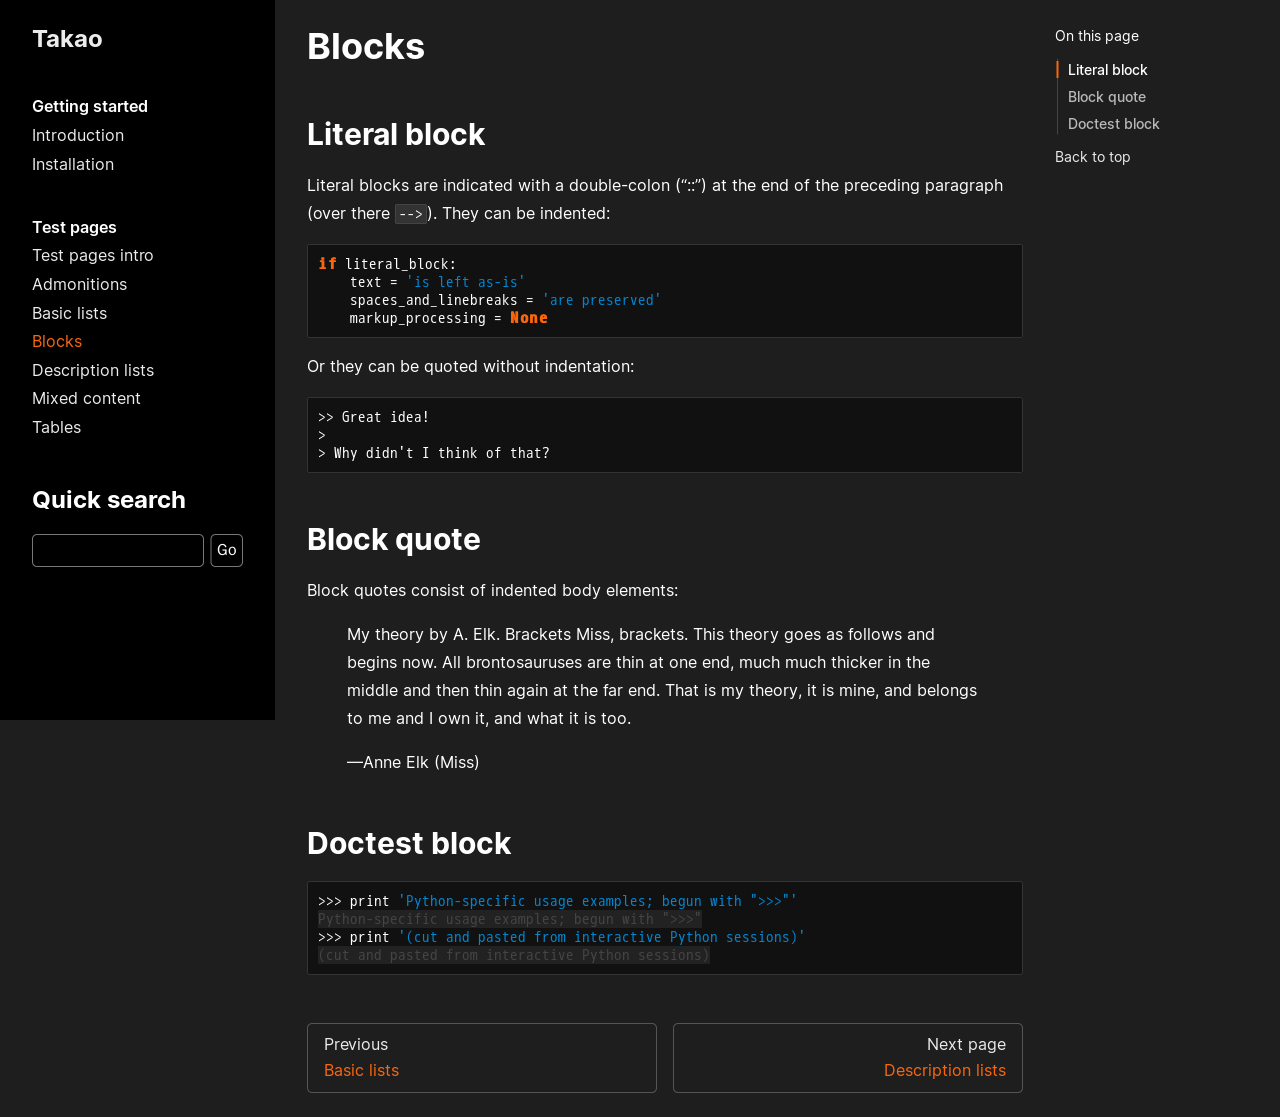 Takao
Getting started
Introduction
Installation
Test pages
Test pages intro
Admonitions
Basic lists
Blocks
Description lists
Mixed content
Tables
Quick search
Go
Blocks
Literal block
Literal blocks are indicated with a double-colon (“::”) at the end of the preceding paragraph
(over there -->). They can be indented:
if literal_block:
    text = 'is left as-is'
    spaces_and_linebreaks = 'are preserved'
    markup_processing = None
Or they can be quoted without indentation:
>> Great idea!
>
> Why didn't I think of that?
Block quote
Block quotes consist of indented body elements:
My theory by A. Elk. Brackets Miss, brackets. This theory goes as follows and
begins now. All brontosauruses are thin at one end, much much thicker in the
middle and then thin again at the far end. That is my theory, it is mine, and belongs
to me and I own it, and what it is too.
—Anne Elk (Miss)
Doctest block
>>> print 'Python-specific usage examples; begun with ">>>"'
Python-specific usage examples; begun with ">>>"
>>> print '(cut and pasted from interactive Python sessions)'
(cut and pasted from interactive Python sessions)
Previous
Basic lists
Next page
Description lists
On this page
Literal block
Block quote
Doctest block
Back to top